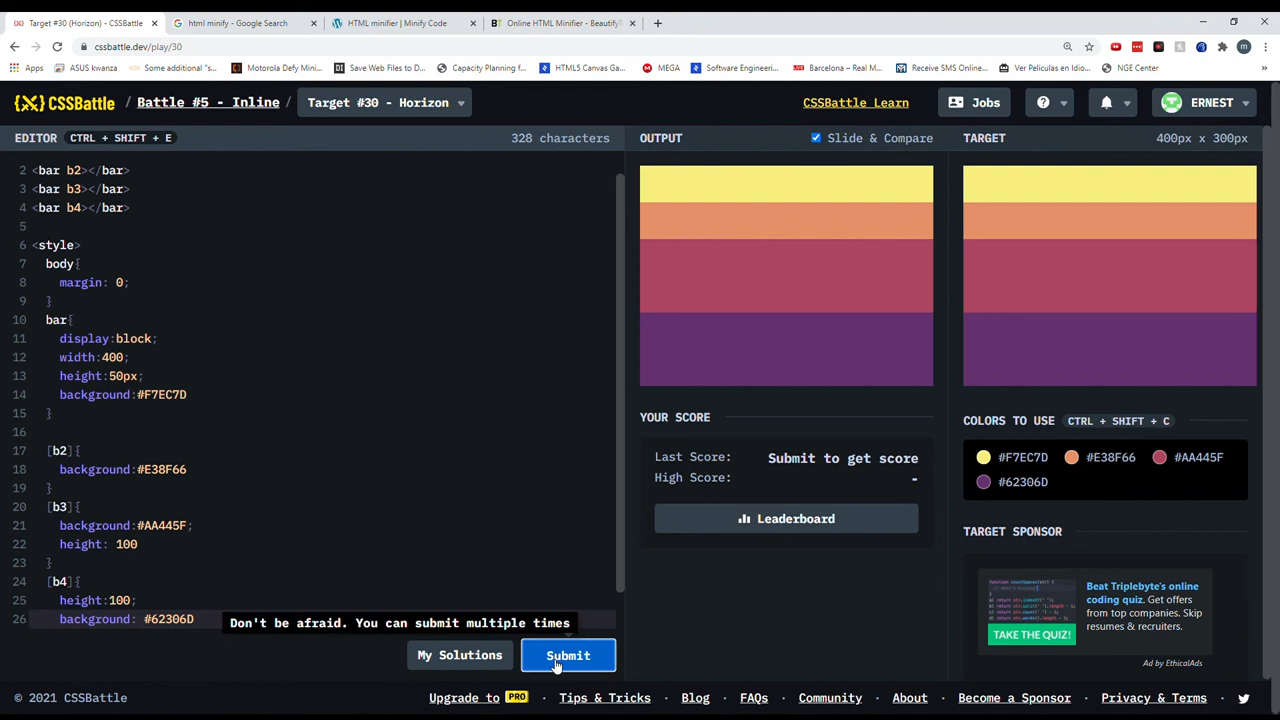 Target #30 (Horizon) - CSSBattle
html minify - Google Search
HTML minifier | Minify Code
BT Online HTML Minifier - Beautify
cssbattle.dev/play/30
Apps
ASUS kwanza
Some additional "s...
Motorola Defy Mini...
Save Web Files to D...
Capacity Planning f...
HTML5 Canvas Ga...
MEGA
Software Engineeri...
Barcelona – Real M...
Receive SMS Online...
Ver Peliculas en Idio...
NGE Center
»
{X} CSSBattle / Battle #5 - Inline / Target #30 - Horizon
CSSBattle Learn
Jobs
ERNEST
EDITOR CTRL + SHIFT + E 328 characters
OUTPUT Slide & Compare
TARGET 400px x 300px
2 <bar b2></bar>
3 <bar b3></bar>
4 <bar b4></bar>
5
6 <style>
7 body{
8 margin: 0;
9 }
10 bar{
11 display:block;
12 width:400;
13 height:50px;
14 background:#F7EC7D
15 }
16
17 [b2]{
18 background:#E38F66
19 }
20 [b3]{
21 background:#AA445F;
22 height: 100
23 }
24 [b4]{
25 height:100;
26 background: #62306D
Don't be afraid. You can submit multiple times
My Solutions
Submit
YOUR SCORE
Last Score: Submit to get score
High Score: -
Leaderboard
COLORS TO USE CTRL + SHIFT + C
#F7EC7D #E38F66 #AA445F
#62306D
TARGET SPONSOR
TAKE THE QUIZ!
Beat Triplebyte's online
coding quiz. Get offers
from top companies. Skip
resumes & recruiters.
Ad by EthicalAds
© 2021 CSSBattle
Upgrade to PRO · Tips & Tricks · Blog · FAQs · Community · About · Become a Sponsor · Privacy & Terms ·